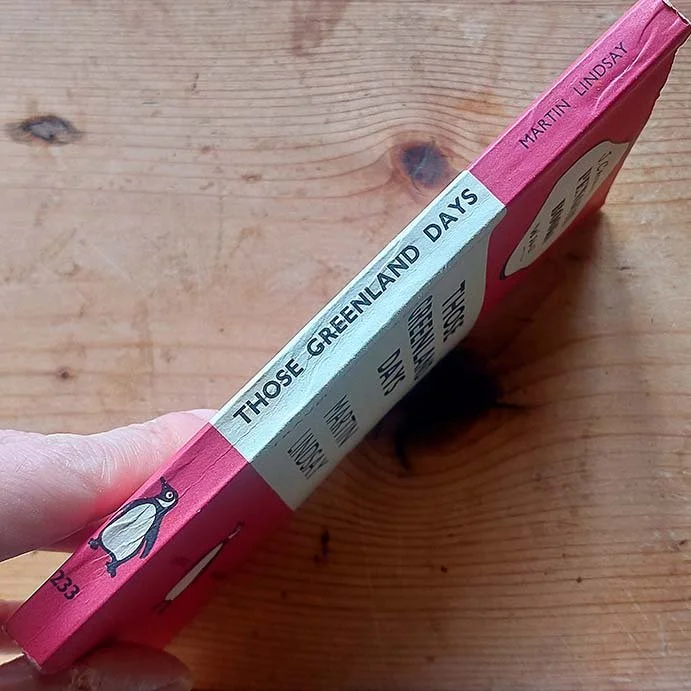 MARTIN LINDSAY
THOSE GREENLAND DAYS
233
THOSE
GREENLAND
DAYS
MARTIN
LINDSAY